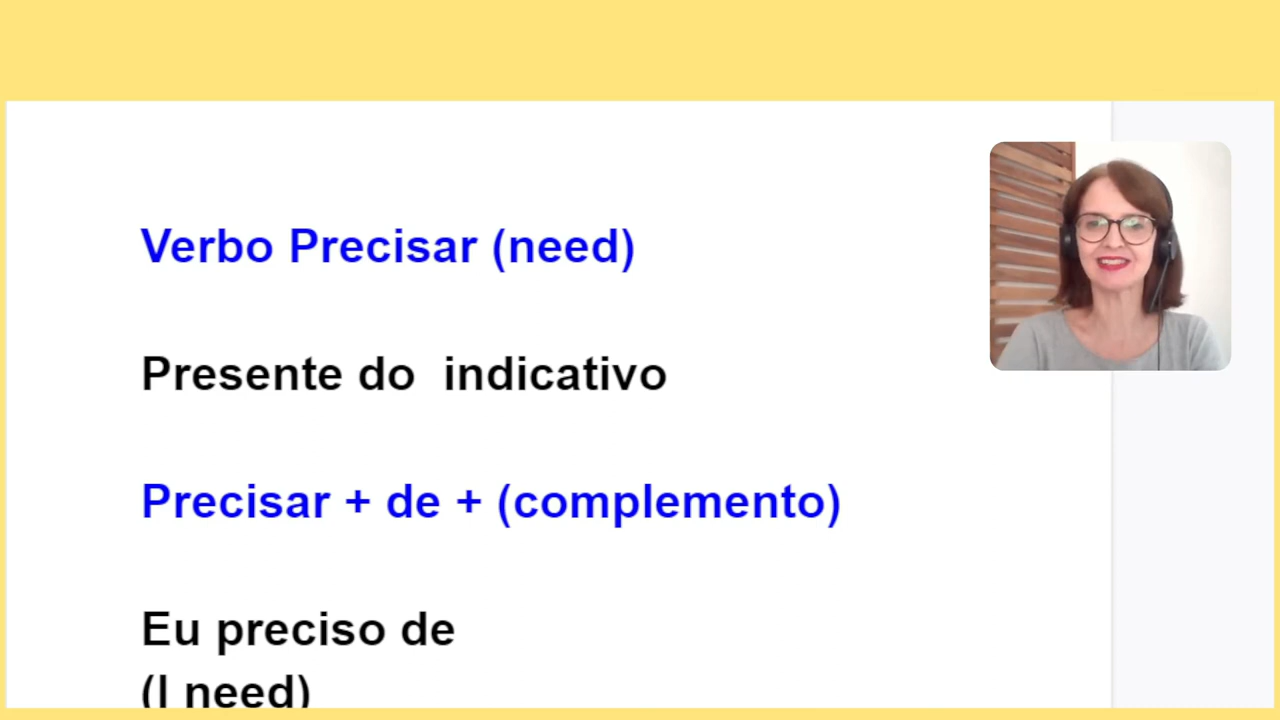 Verbo Precisar (need)
Presente do  indicativo
Precisar + de + (complemento)
Eu preciso de
(I need)